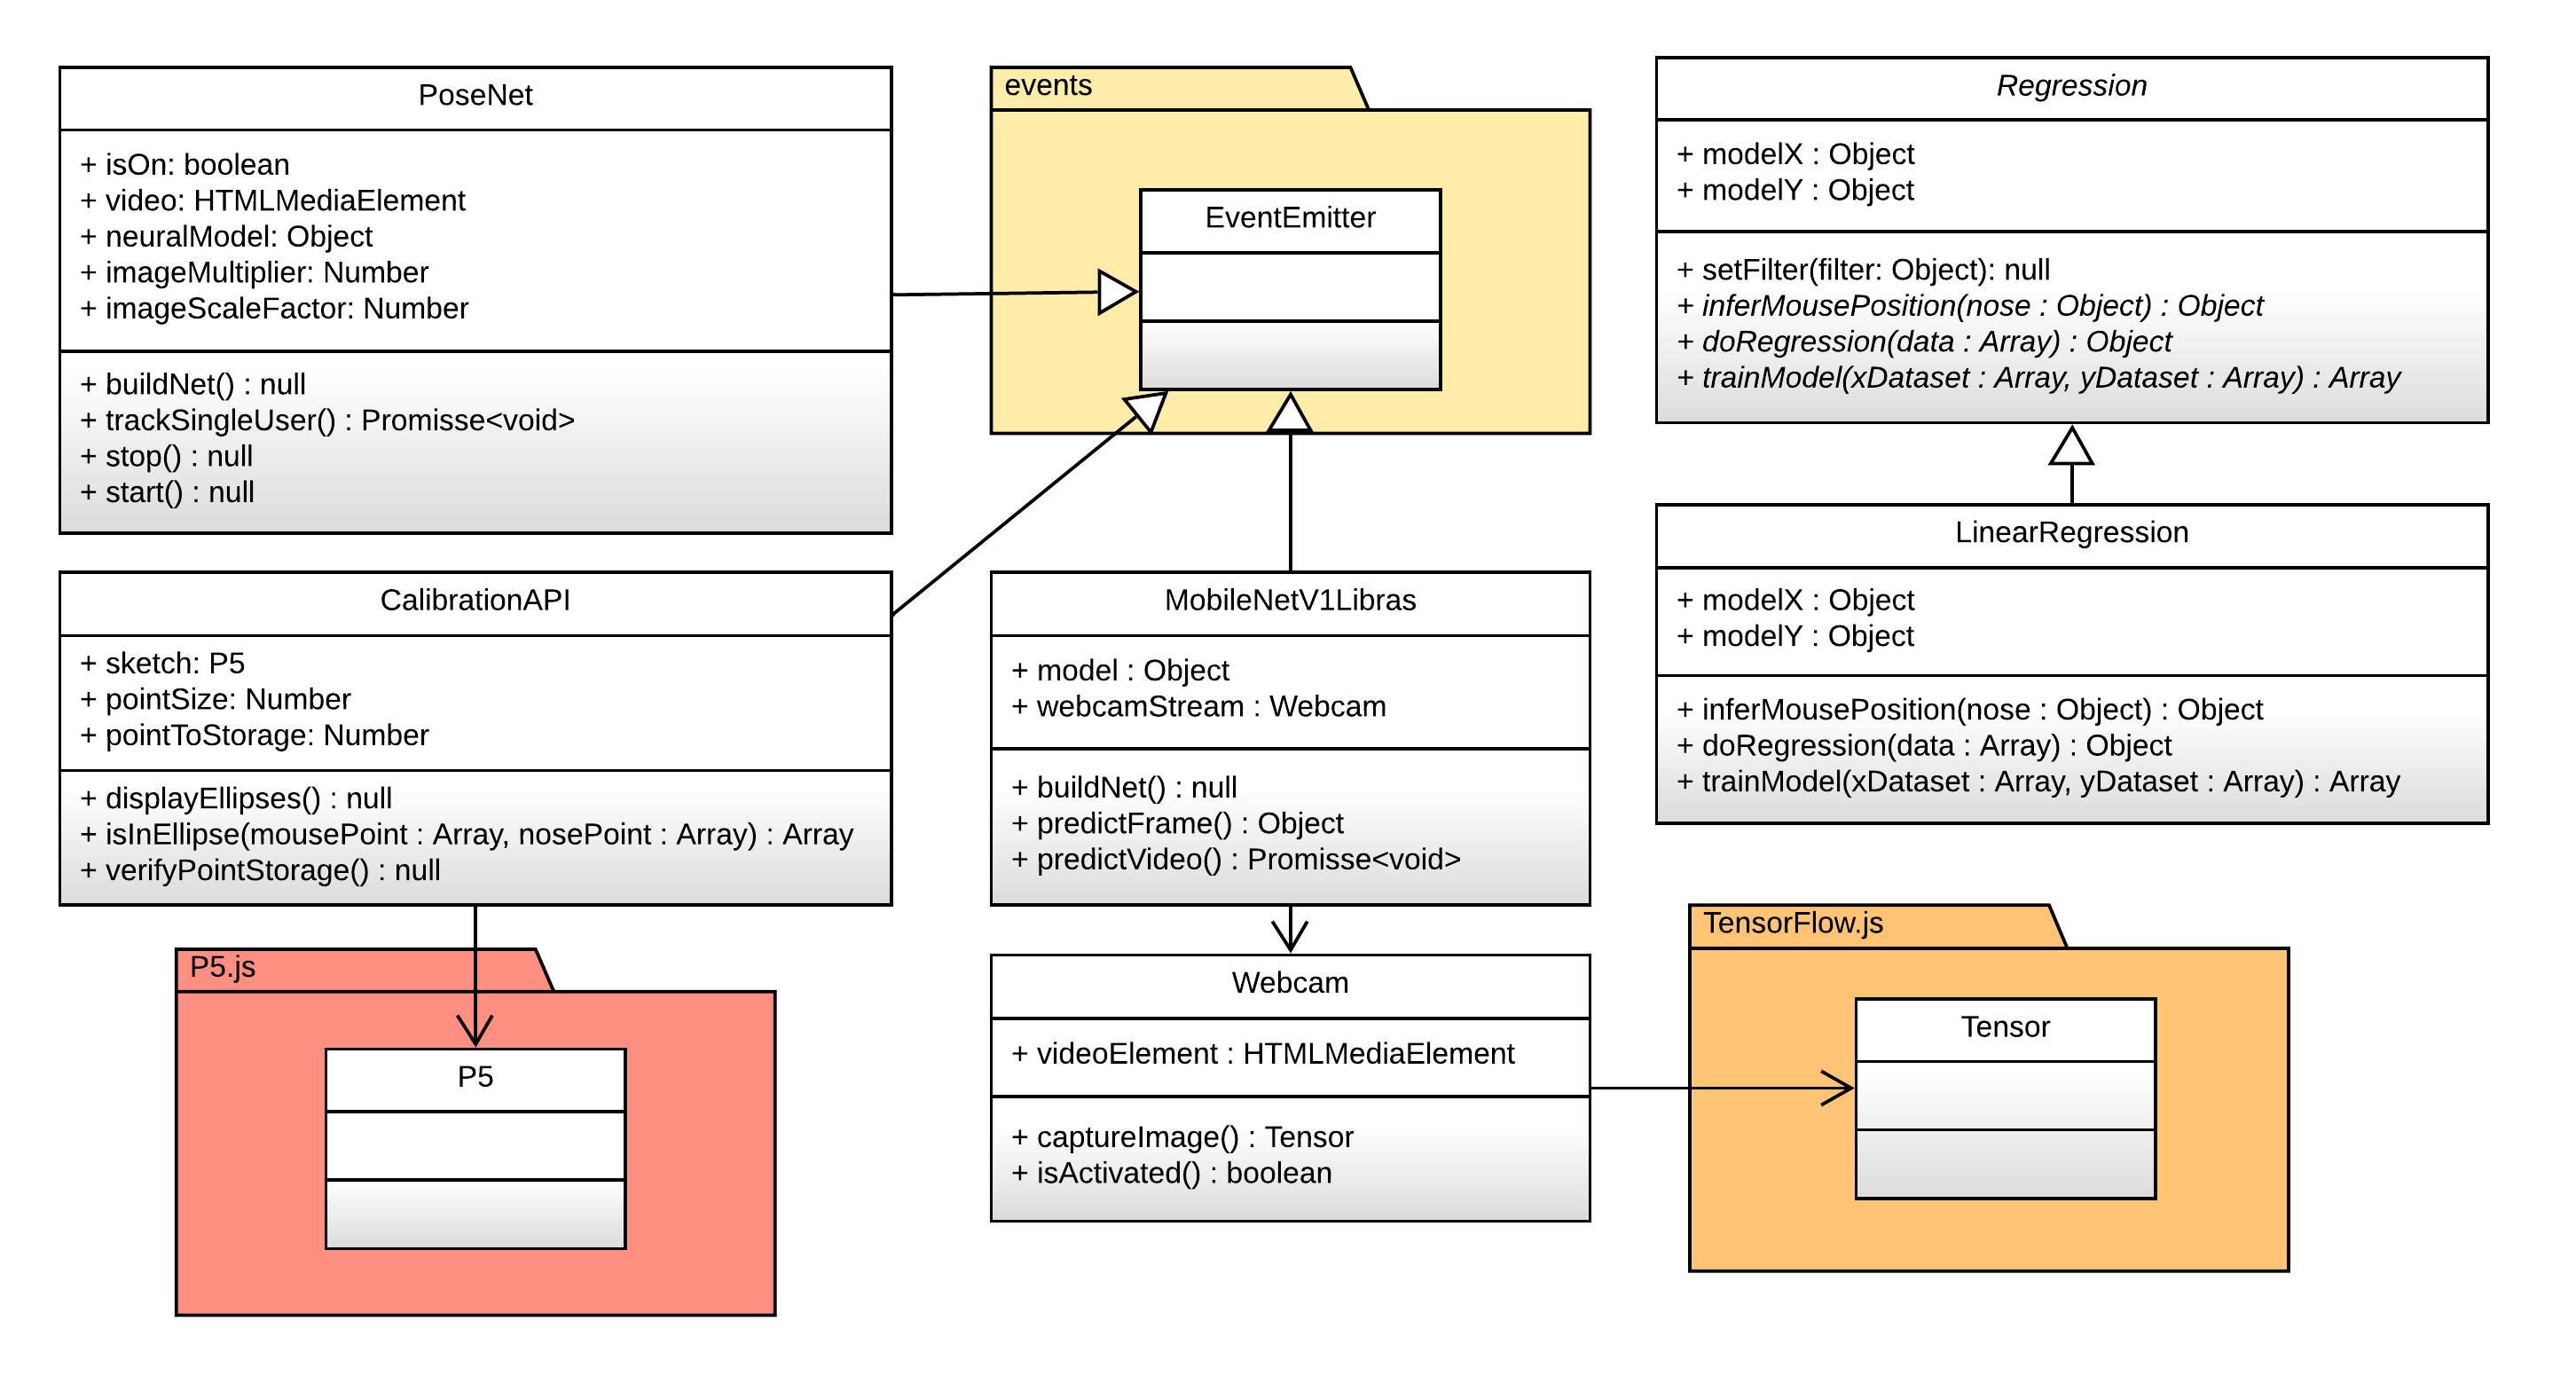 PoseNet
+ isOn: boolean
+ video: HTMLMediaElement
+ neuralModel: Object
+ imageMultiplier: Number
+ imageScaleFactor: Number
+ buildNet() : null
+ trackSingleUser() : Promisse<void>
+ stop() : null
+ start() : null
events
EventEmitter
Regression
+ modelX : Object
+ modelY : Object
+ setFilter(filter: Object): null
+ inferMousePosition(nose : Object) : Object
+ doRegression(data : Array) : Object
+ trainModel(xDataset : Array, yDataset : Array) : Array
CalibrationAPI
+ sketch: P5
+ pointSize: Number
+ pointToStorage: Number
+ displayEllipses() : null
+ isInEllipse(mousePoint : Array, nosePoint : Array) : Array
+ verifyPointStorage() : null
MobileNetV1Libras
+ model : Object
+ webcamStream : Webcam
+ buildNet() : null
+ predictFrame() : Object
+ predictVideo() : Promisse<void>
LinearRegression
+ modelX : Object
+ modelY : Object
+ inferMousePosition(nose : Object) : Object
+ doRegression(data : Array) : Object
+ trainModel(xDataset : Array, yDataset : Array) : Array
P5.js
P5
Webcam
+ videoElement : HTMLMediaElement
+ captureImage() : Tensor
+ isActivated() : boolean
TensorFlow.js
Tensor